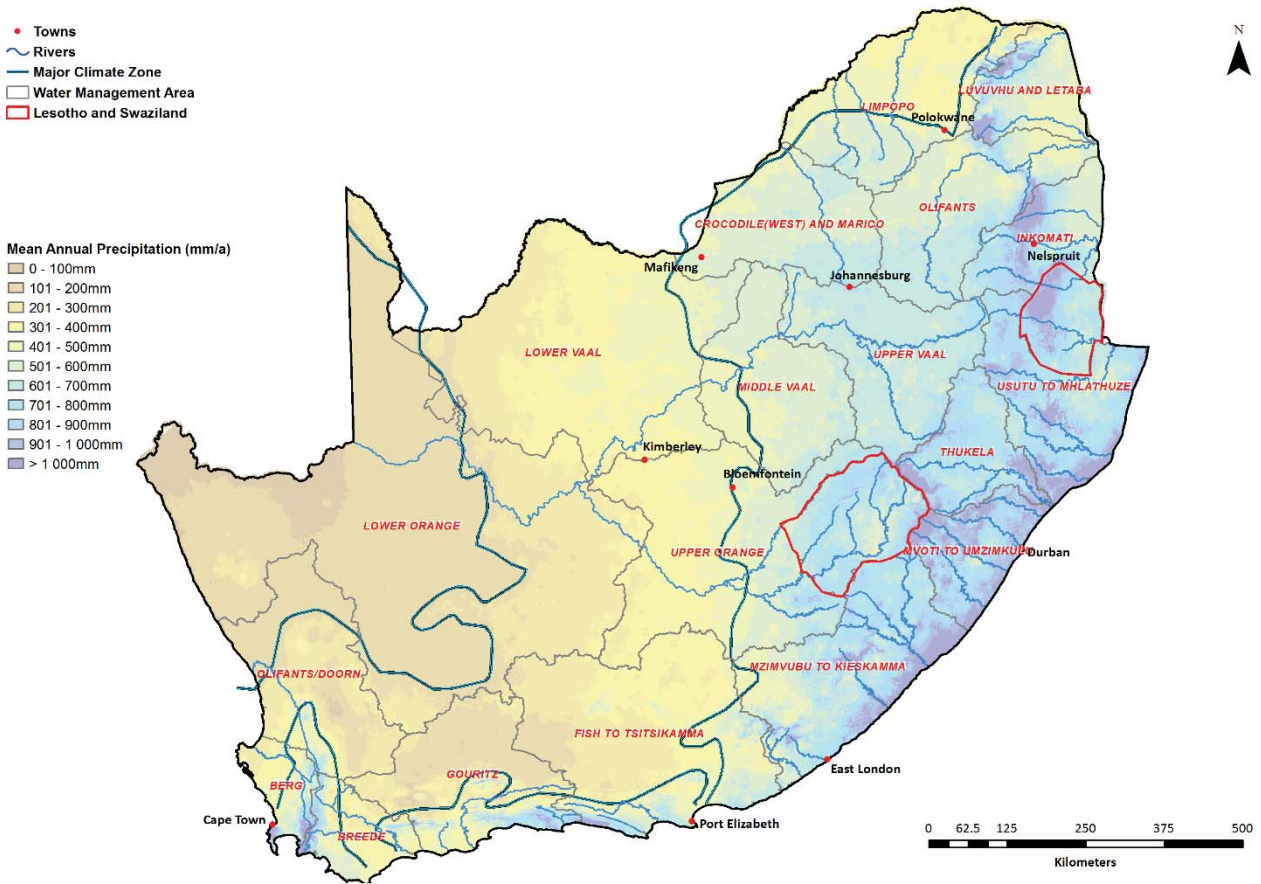 Towns
Rivers
Major Climate Zone
Water Management Area
Lesotho and Swaziland
N
Mean Annual Precipitation (mm/a)
0 - 100mm
101 - 200mm
201 - 300mm
301 - 400mm
401 - 500mm
501 - 600mm
601 - 700mm
701 - 800mm
801 - 900mm
901 - 1 000mm
> 1 000mm
LUVUVHU AND LETABA
LIMPOPO
Polokwane
OLIFANTS
CROCODILE(WEST) AND MARICO
INKOMATI
Nelspruit
Mafikeng
Johannesburg
LOWER VAAL
UPPER VAAL
MIDDLE VAAL
USUTU TO MHLATHUZE
Kimberley
THUKELA
Bloemfontein
LOWER ORANGE
UPPER ORANGE
MVOTI TO UMZIMKULU
Durban
MZIMVUBU TO KIESKAMMA
OLIFANTS/DOORN
FISH TO TSITSIKAMMA
GOURITZ
East London
BERG
Cape Town
BREEDE
Port Elizabeth
0 62.5 125 250 375 500
Kilometers